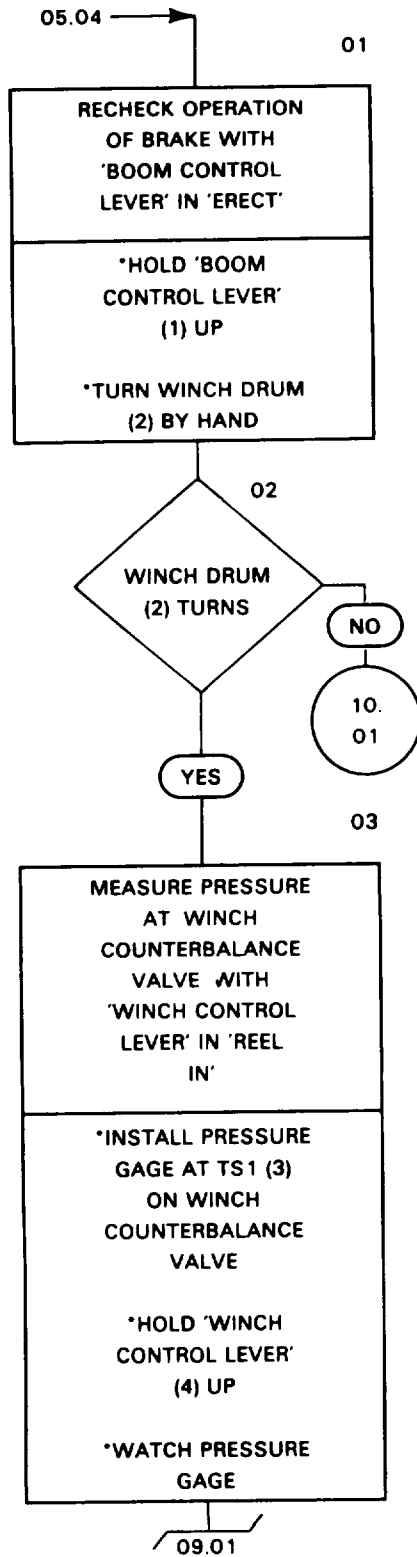 05.04
01
RECHECK OPERATION
OF BRAKE WITH
'BOOM CONTROL
LEVER' IN 'ERECT'
*HOLD 'BOOM
CONTROL LEVER'
(1) UP
*TURN WINCH DRUM
(2) BY HAND
02
WINCH DRUM
(2) TURNS
NO
10.
01
YES
03
MEASURE PRESSURE
AT WINCH
COUNTERBALANCE
VALVE WITH
'WINCH CONTROL
LEVER' IN 'REEL
IN'
*INSTALL PRESSURE
GAGE AT TS1 (3)
ON WINCH
COUNTERBALANCE
VALVE
*HOLD 'WINCH
CONTROL LEVER'
(4) UP
*WATCH PRESSURE
GAGE
09.01